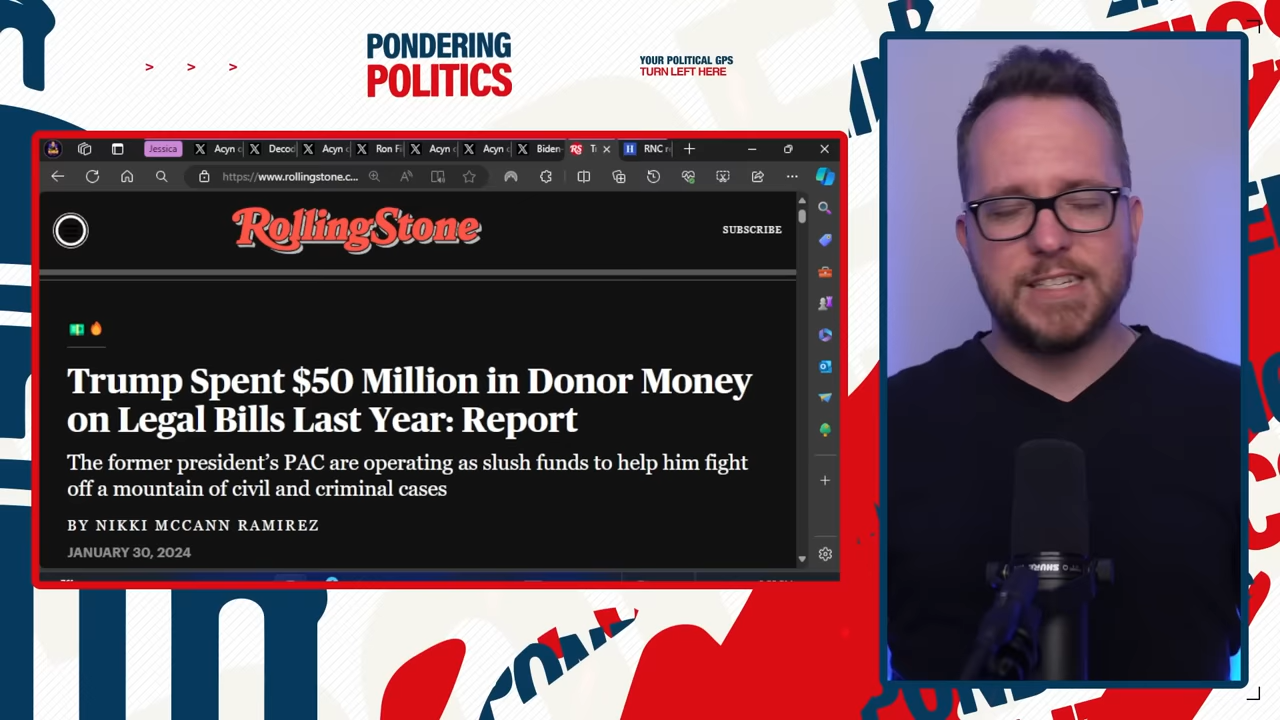 > > >
PONDERING
POLITICS
YOUR POLITICAL GPS
TURN LEFT HERE
Jessica
Acyn
Acyn
Ron
Acyn
Acyn
Biden
RNC
https://www.rollingstone.c...
RollingStone
SUBSCRIBE
Trump Spent $50 Million in Donor Money
on Legal Bills Last Year: Report
The former president's PAC are operating as slush funds to help him fight
off a mountain of civil and criminal cases
BY NIKKI MCCANN RAMIREZ
JANUARY 30, 2024
SHURE